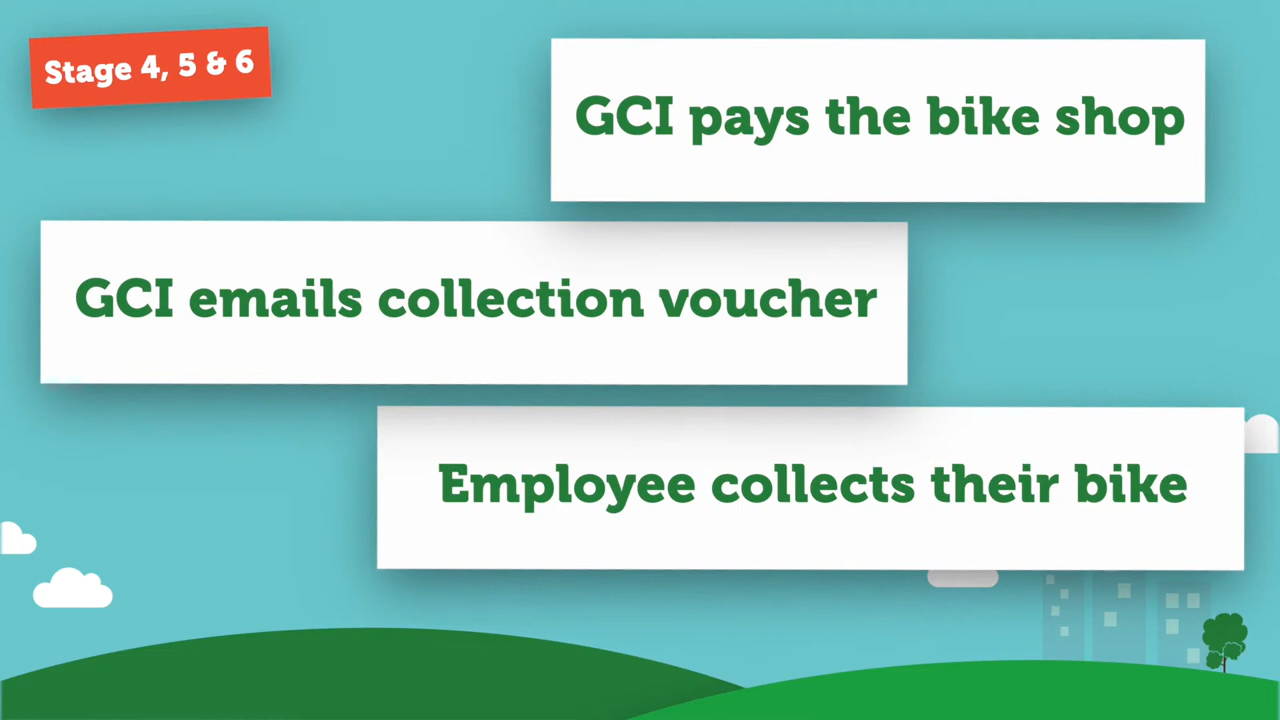 Stage 4, 5 & 6
GCI pays the bike shop
GCI emails collection voucher
Employee collects their bike